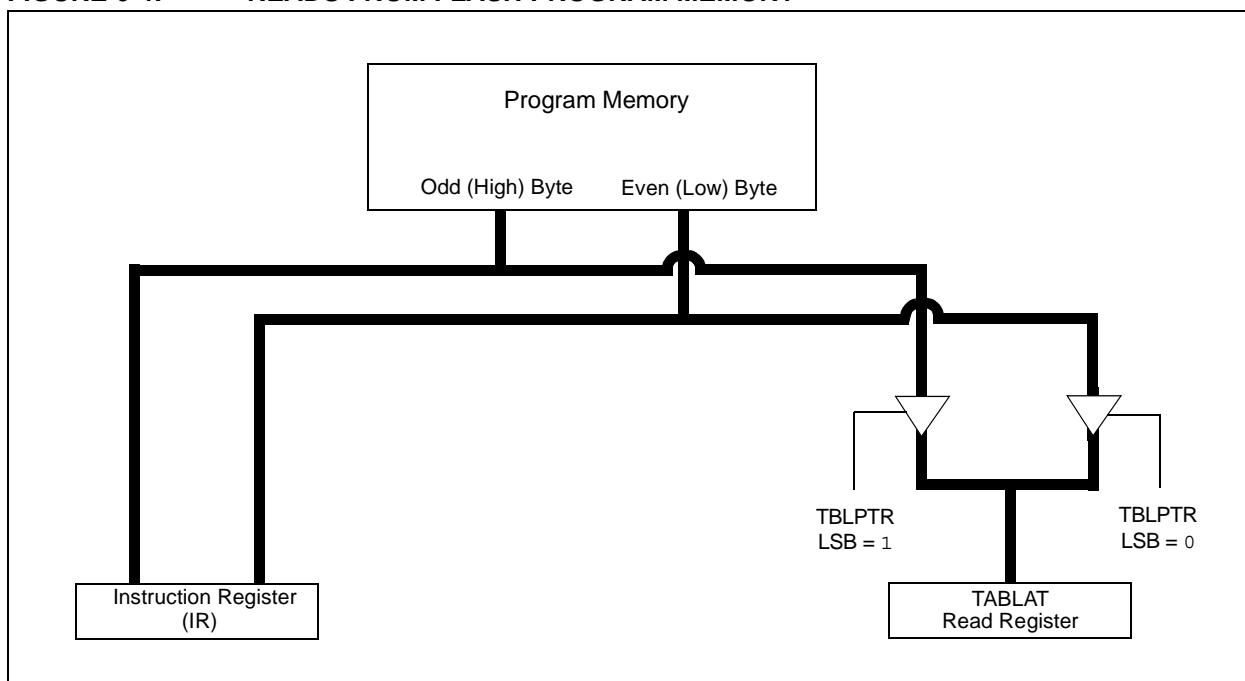 Program Memory
Odd (High) Byte Even (Low) Byte
TBLPTR
LSB = 1
TBLPTR
LSB = 0
Instruction Register
(IR)
TABLAT
Read Register